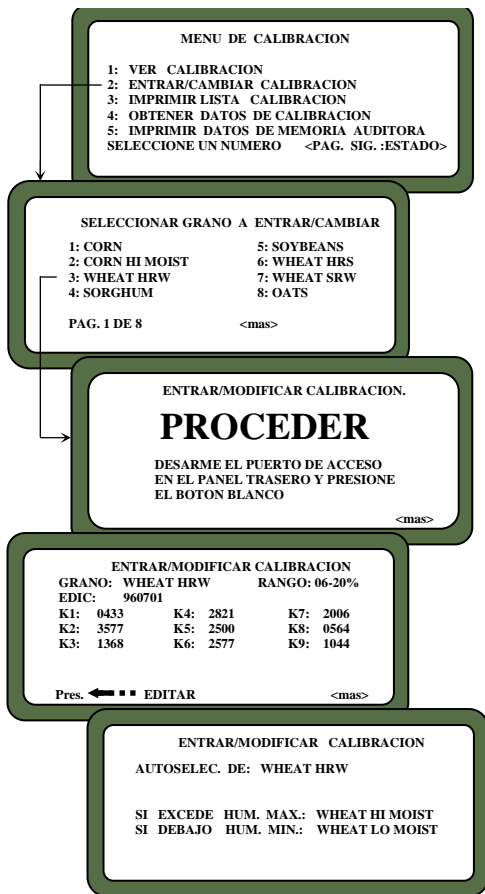 MENU DE CALIBRACION
1: VER CALIBRACION
2: ENTRAR/CAMBIAR CALIBRACION
3: IMPRIMIR LISTA CALIBRACION
4: OBTENER DATOS DE CALIBRACION
5: IMPRIMIR DATOS DE MEMORIA AUDITORA
SELECCIONE UN NUMERO <PAG. SIG. :ESTADO>
SELECCIONAR GRANO A ENTRAR/CAMBIAR
1: CORN 5: SOYBEANS
2: CORN HI MOIST 6: WHEAT HRS
3: WHEAT HRW 7: WHEAT SRW
4: SORGHUM 8: OATS
PAG. 1 DE 8 <mas>
ENTRAR/MODIFICAR CALIBRACION.
PROCEDER
DESARME EL PUERTO DE ACCESO
EN EL PANEL TRASERO Y PRESIONE
EL BOTON BLANCO
<mas>
ENTRAR/MODIFICAR CALIBRACION
GRANO: WHEAT HRW RANGO: 06-20%
EDIC: 960701
K1: 0433 K4: 2821 K7: 2006
K2: 3577 K5: 2500 K8: 0564
K3: 1368 K6: 2577 K9: 1044
Pres. EDITAR <mas>
ENTRAR/MODIFICAR CALIBRACION
AUTOSELEC. DE: WHEAT HRW
SI EXCEDE HUM. MAX.: WHEAT HI MOIST
SI DEBAJO HUM. MIN.: WHEAT LO MOIST